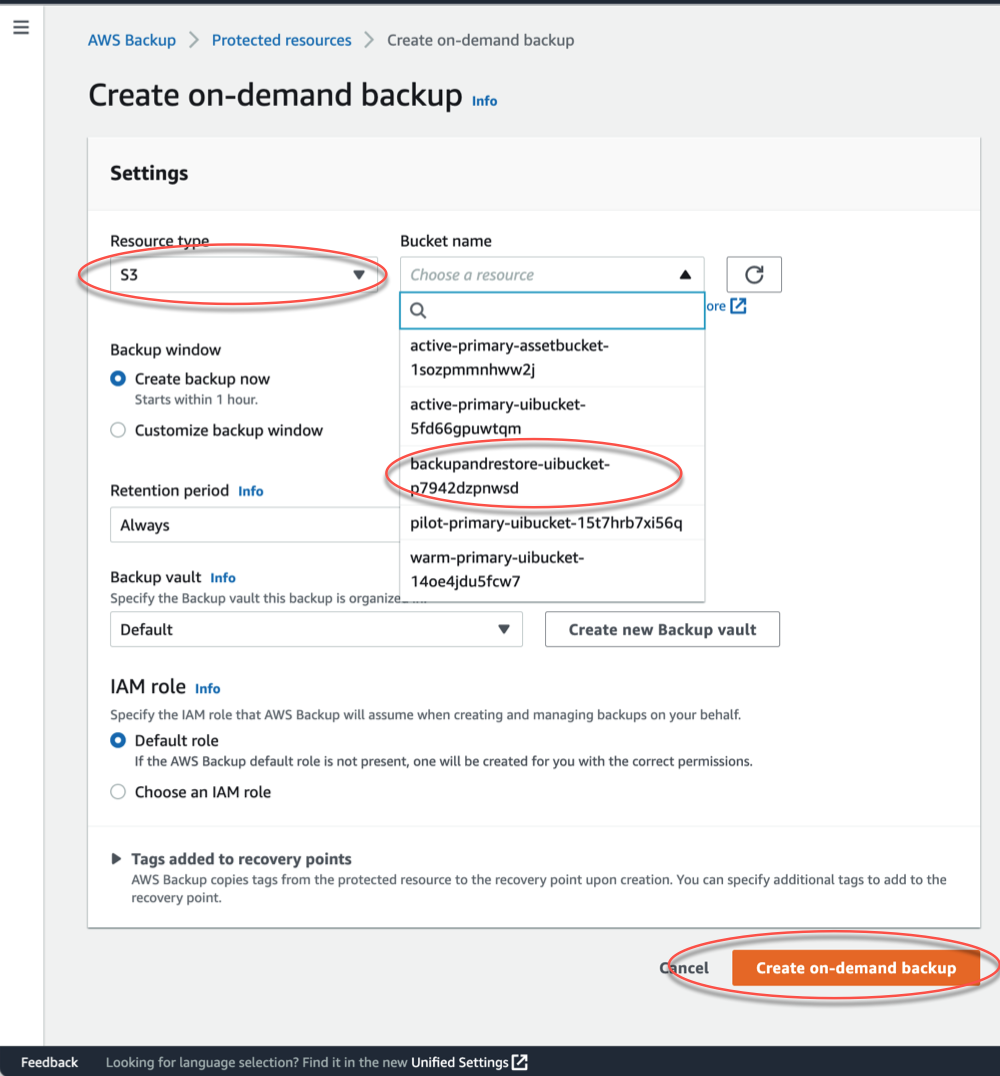 AWS Backup > Protected resources > Create on-demand backup
Create on-demand backup Info
Settings
Resource type
S3
Bucket name
Choose a resource
ore
active-primary-assetbucket-
1sozpmmnhww2j
active-primary-uibucket-
5fd66gpuwtqm
backupandrestore-uibucket-
p7942dzpnwsd
pilot-primary-uibucket-15t7hrb7xi56q
warm-primary-uibucket-
14oe4jdu5fcw7
Backup window
Create backup now
Starts within 1 hour.
Customize backup window
Retention period Info
Always
Backup vault Info
Specify the Backup vault this backup is organized in.
Default
Create new Backup vault
IAM role Info
Specify the IAM role that AWS Backup will assume when creating and managing backups on your behalf.
Default role
If the AWS Backup default role is not present, one will be created for you with the correct permissions.
Choose an IAM role
Tags added to recovery points
AWS Backup copies tags from the protected resource to the recovery point upon creation. You can specify additional tags to add to the
recovery point.
Cancel
Create on-demand backup
Feedback
Looking for language selection? Find it in the new Unified Settings